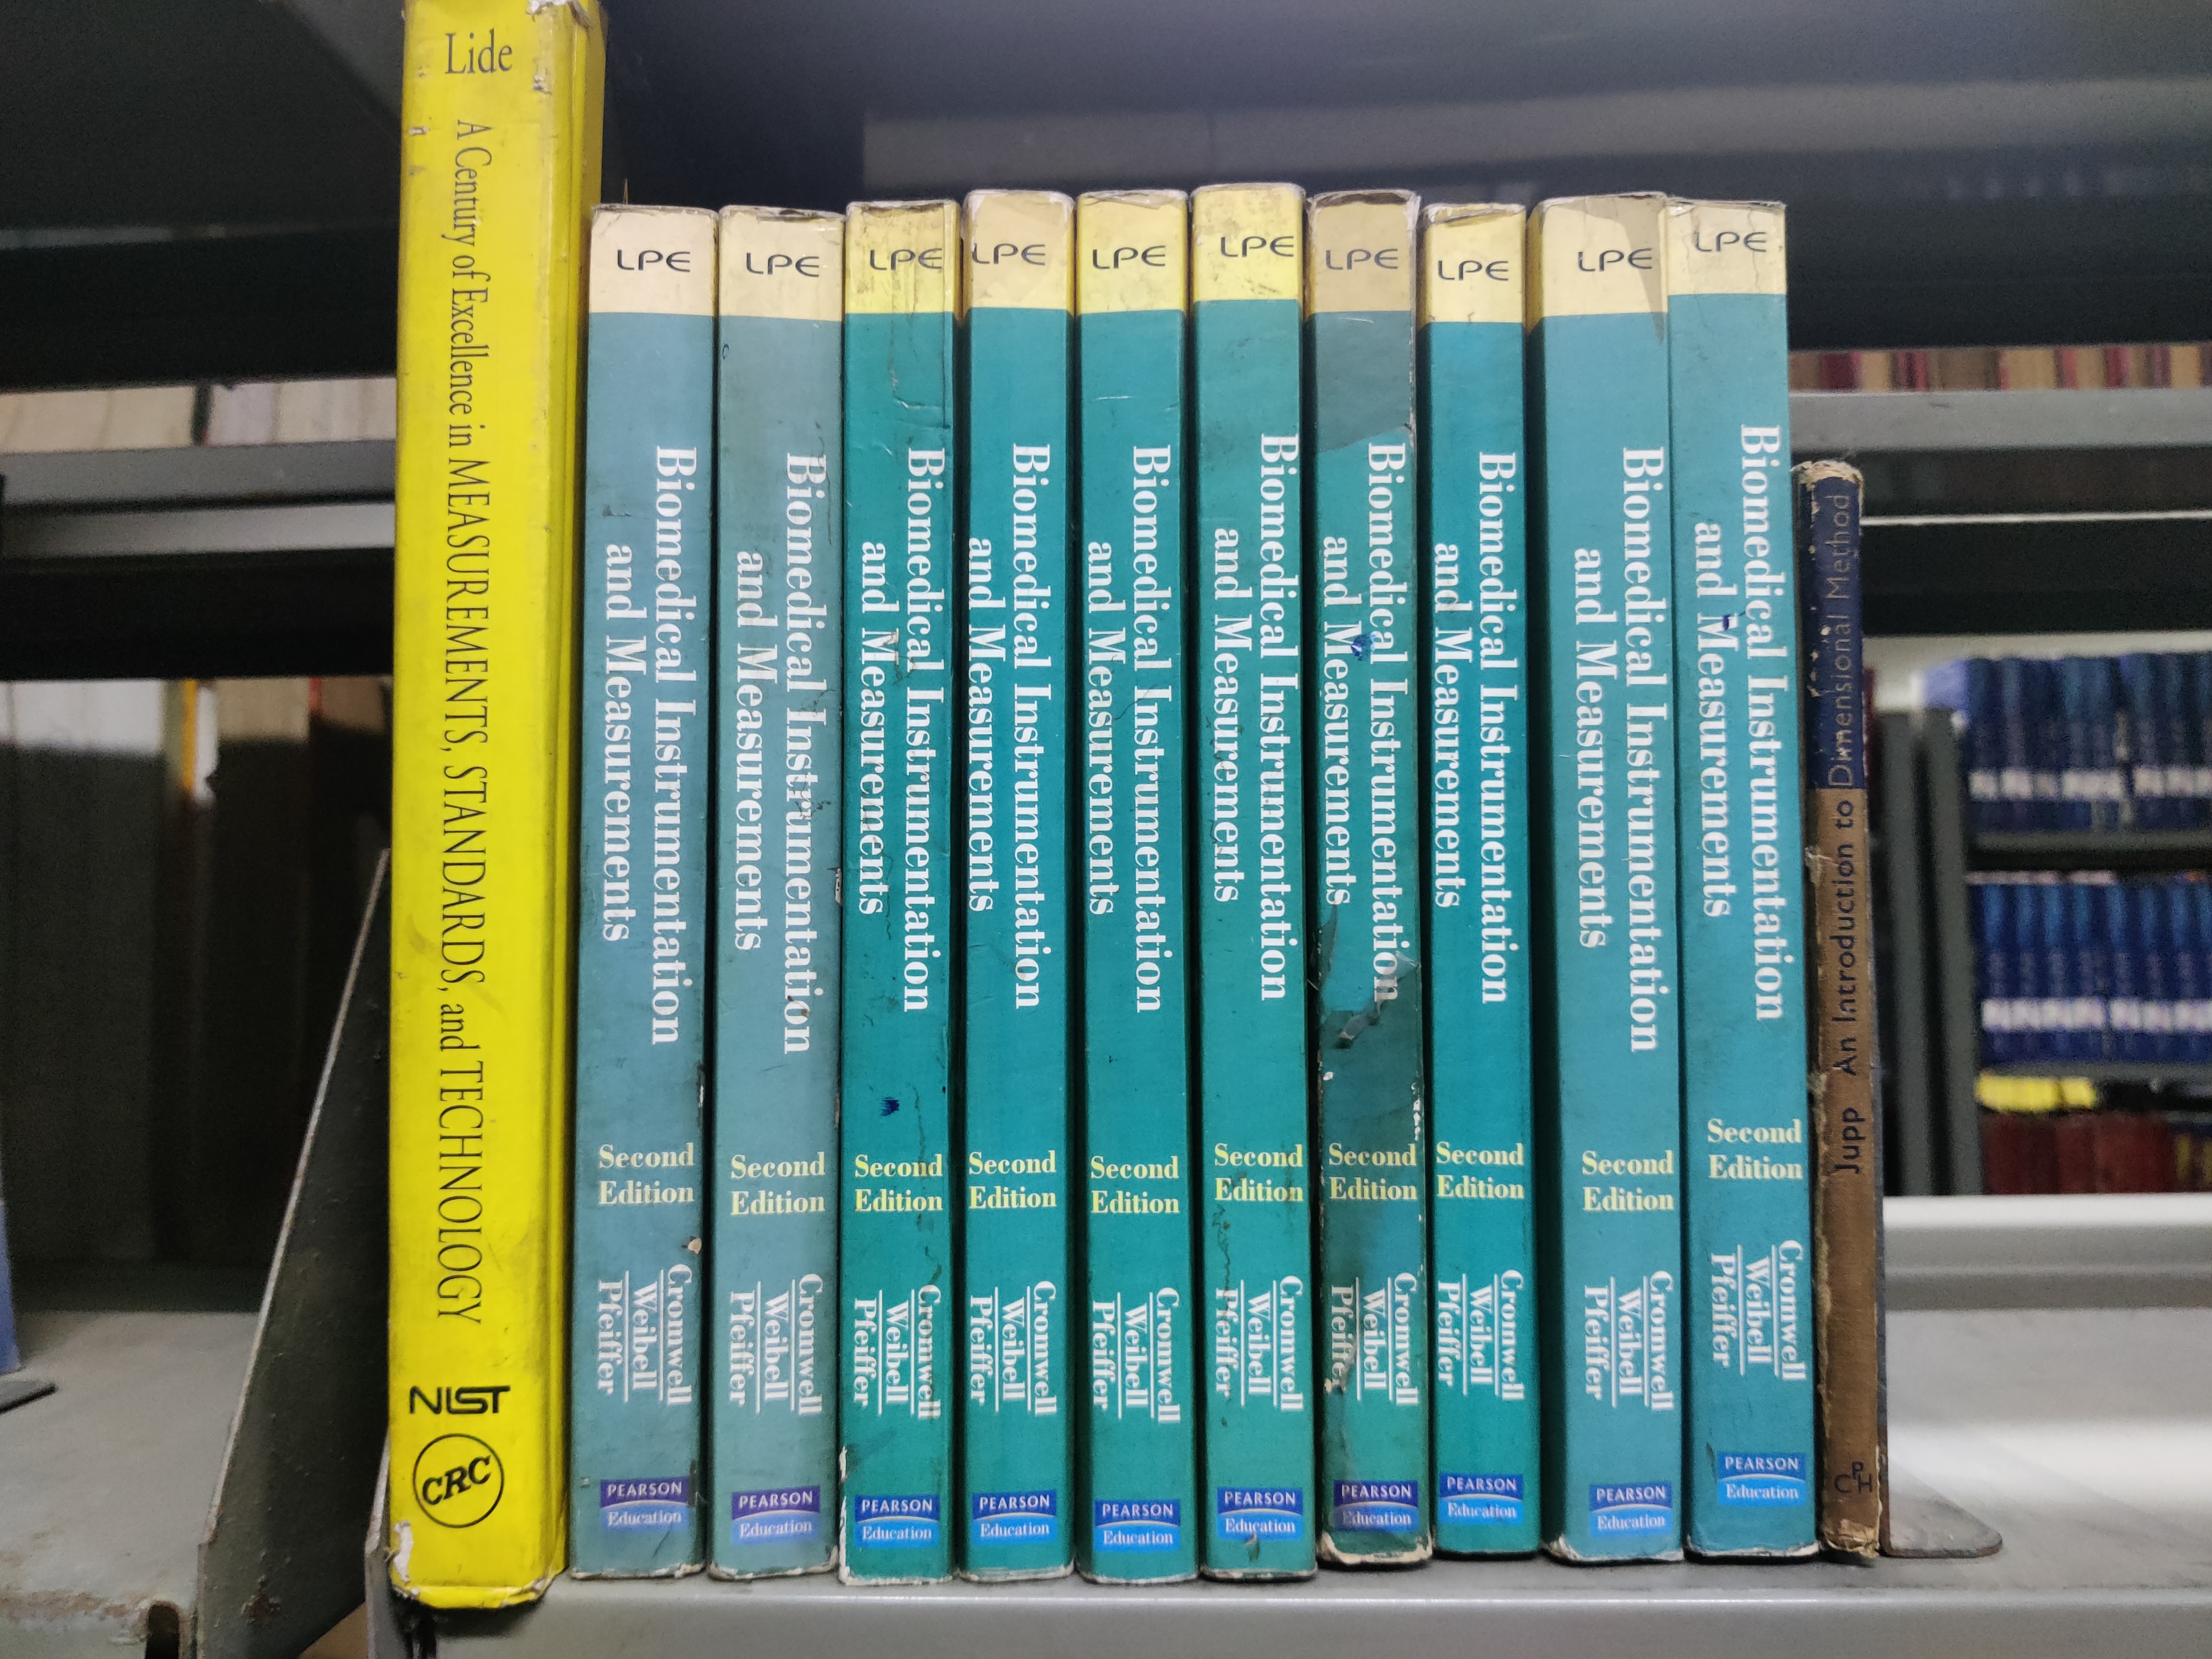 Lide
A Century of Excellence in MEASUREMENTS, STANDARDS, and TECHNOLOGY
NIST
CRC
LPE
Biomedical Instrumentation
and Measurements
Second
Edition
Cromwell
Weibell
Pfeiffer
PEARSON
Education
LPE
Biomedical Instrumentation
and Measurements
Second
Edition
Cromwell
Weibell
Pfeiffer
PEARSON
Education
LPE
Biomedical Instrumentation
and Measurements
Second
Edition
Cromwell
Weibell
Pfeiffer
PEARSON
Education
LPE
Biomedical Instrumentation
and Measurements
Second
Edition
Cromwell
Weibell
Pfeiffer
PEARSON
Education
LPE
Biomedical Instrumentation
and Measurements
Second
Edition
Cromwell
Weibell
Pfeiffer
PEARSON
Education
LPE
Biomedical Instrumentation
and Measurements
Second
Edition
Cromwell
Weibell
Pfeiffer
PEARSON
Education
LPE
Biomedical Instrumentation
and Measurements
Second
Edition
Cromwell
Weibell
Pfeiffer
PEARSON
Education
LPE
Biomedical Instrumentation
and Measurements
Second
Edition
Cromwell
Weibell
Pfeiffer
PEARSON
Education
LPE
Biomedical Instrumentation
and Measurements
Second
Edition
Cromwell
Weibell
Pfeiffer
PEARSON
Education
LPE
Biomedical Instrumentation
and Measurements
Second
Edition
Cromwell
Weibell
Pfeiffer
PEARSON
Education
Jupp An Introduction to Dimensional Method
CPH